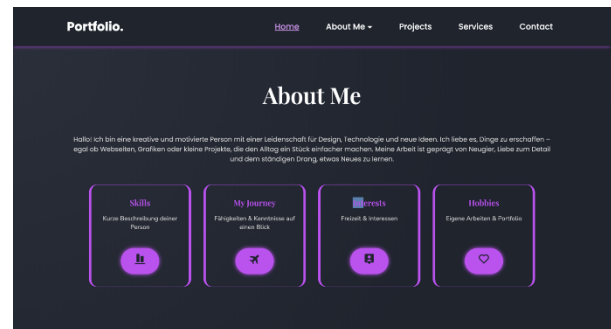 Portfolio.
Home About Me Projects Services Contact
About Me
Hallo! Ich bin eine kreative und motivierte Person mit einer Leidenschaft für Design, Technologie und neue Ideen. Ich liebe es, Dinge zu erschaffen –
egal ob Webseiten, Grafiken oder kleine Projekte, die den Alltag ein Stück einfacher machen. Meine Arbeit ist geprägt von Neugier, Liebe zum Detail
und dem ständigen Drang, etwas Neues zu lernen.
Skills
Kurze Beschreibung deiner
Person
My Journey
Fähigkeiten & Kenntnisse auf
einen Blick
Interests
Freizeit & Interessen
Hobbies
Eigene Arbeiten & Portfolio